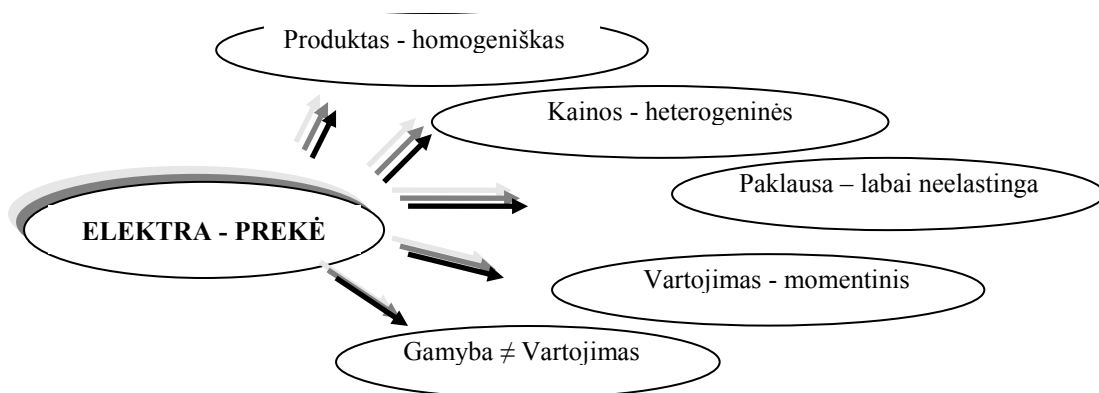 Produktas - homogeniškas
Kainos - heterogeninės
Paklausa – labai neelastinga
ELEKTRA - PREKĖ
Vartojimas - momentinis
Gamyba ≠ Vartojimas